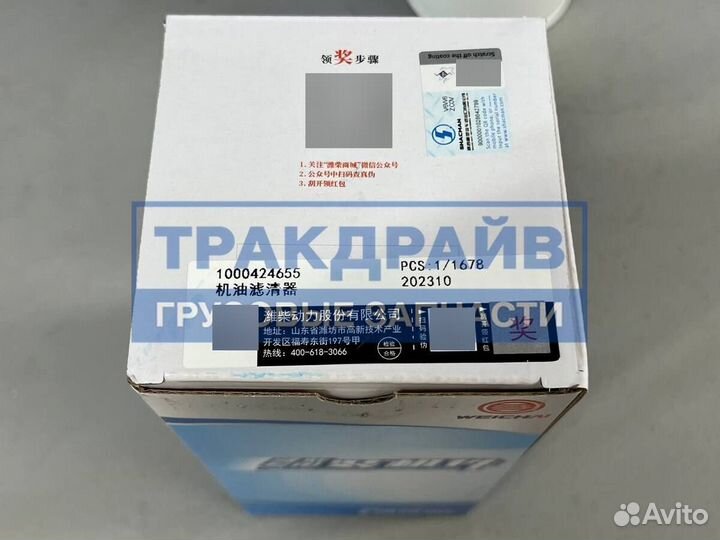 领奖步骤
1.关注"潍柴商城"微信公众号
2.公众号中扫码查真伪
3.刮开领红包
Scratch off the coating
SHACMAN
ТРАКДРАЙВ
ГРУЗОВЫЕ ЗАПЧАСТИ
1000424655
机油滤清器
PCS:1/1678
202310
潍柴动力股份有限公司
地址:山东省潍坊市高新技术产业
开发区福寿东街197号甲
热线:400-618-3066
检验
合格
扫码验伪
奖
WEICHAI
Avito